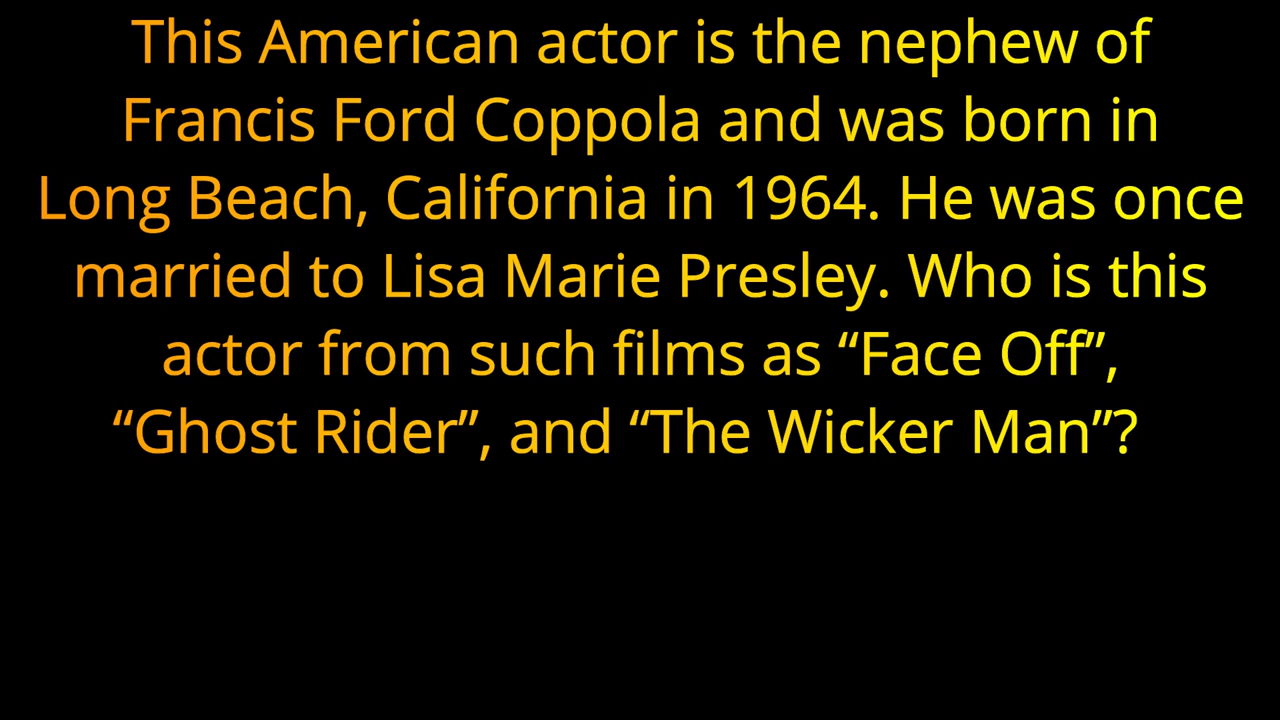 This American actor is the nephew of
Francis Ford Coppola and was born in
Long Beach, California in 1964. He was once
married to Lisa Marie Presley. Who is this
actor from such films as “Face Off”,
“Ghost Rider”, and “The Wicker Man”?